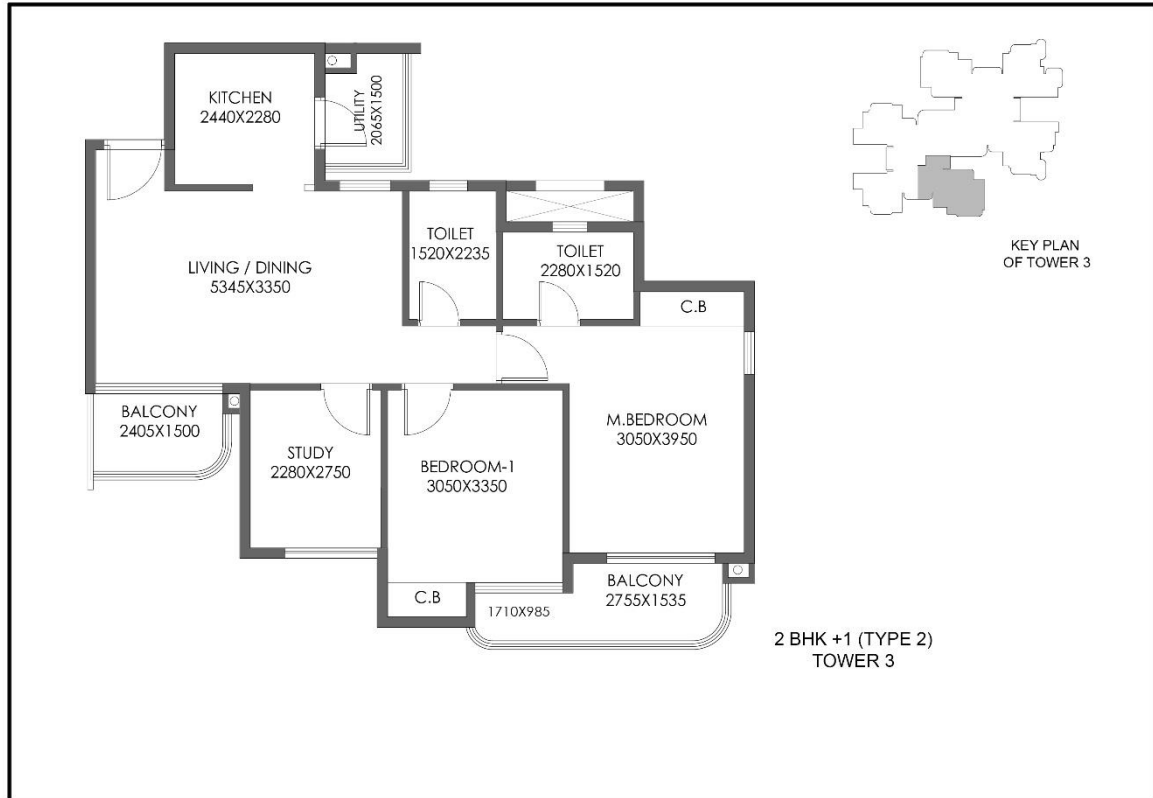 KITCHEN
2440X2280
UTILITY
2065X1500
LIVING / DINING
5345X3350
TOILET
1520X2235
TOILET
2280X1520
C.B
KEY PLAN
OF TOWER 3
BALCONY
2405X1500
STUDY
2280X2750
BEDROOM-1
3050X3350
M.BEDROOM
3050X3950
C.B
1710X985
BALCONY
2755X1535
2 BHK +1 (TYPE 2)
TOWER 3